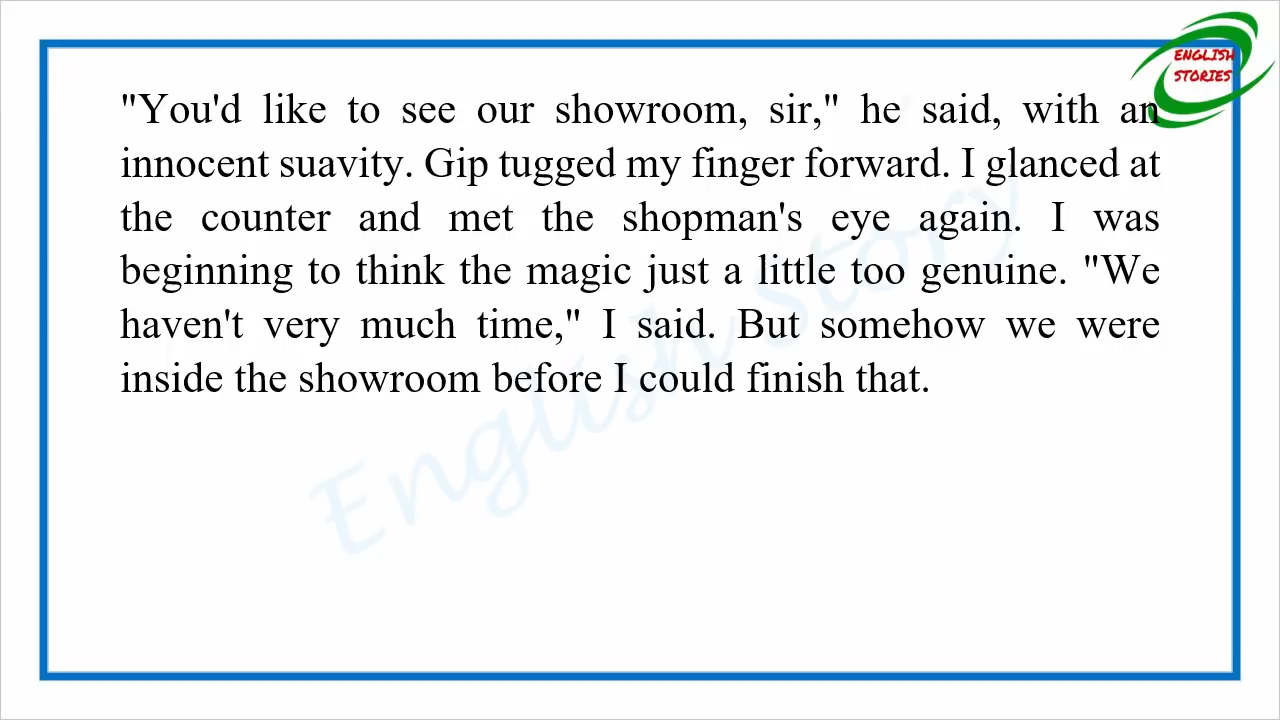 ENGLISH
STORIES
"You'd like to see our showroom, sir," he said, with an
innocent suavity. Gip tugged my finger forward. I glanced at
the counter and met the shopman's eye again. I was
beginning to think the magic just a little too genuine. "We
haven't very much time," I said. But somehow we were
inside the showroom before I could finish that.
English Story